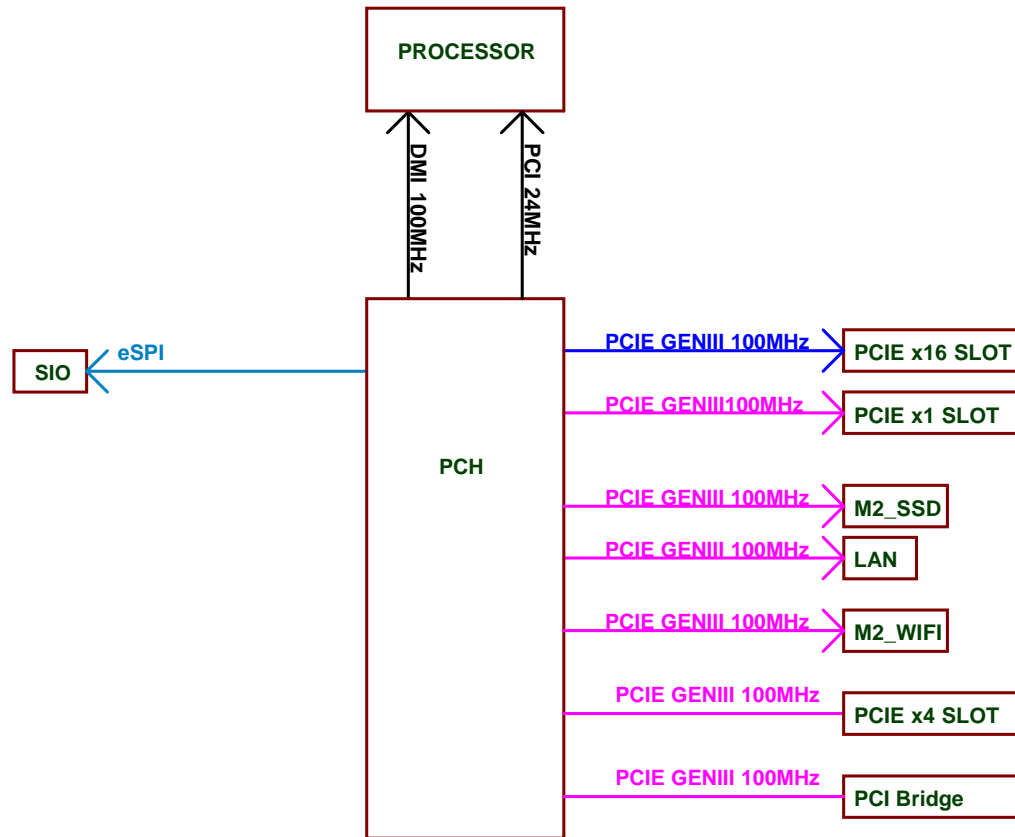 PROCESSOR
DMI 100MHz
PCI 24MHz
eSPI
SIO
PCH
PCIE GENIII 100MHz
PCIE x16 SLOT
PCIE GENIII100MHz
PCIE x1 SLOT
PCIE GENIII 100MHz
M2_SSD
PCIE GENIII 100MHz
LAN
PCIE GENIII 100MHz
M2_WIFI
PCIE GENIII 100MHz
PCIE x4 SLOT
PCIE GENIII 100MHz
PCI Bridge